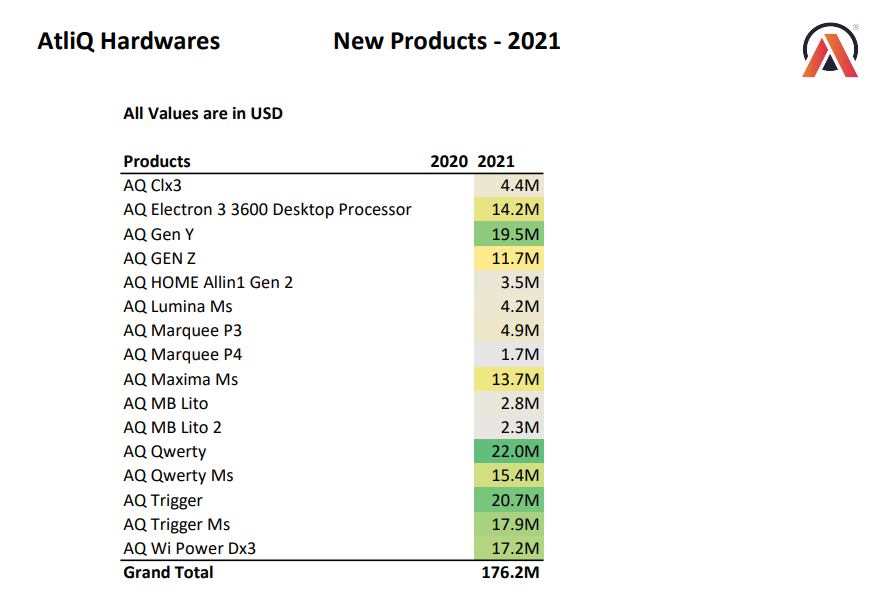 AtliQ Hardwares New Products - 2021
All Values are in USD
Products 2020 2021
AQ Clx3 4.4M
AQ Electron 3 3600 Desktop Processor 14.2M
AQ Gen Y 19.5M
AQ GEN Z 11.7M
AQ HOME Allin1 Gen 2 3.5M
AQ Lumina Ms 4.2M
AQ Marquee P3 4.9M
AQ Marquee P4 1.7M
AQ Maxima Ms 13.7M
AQ MB Lito 2.8M
AQ MB Lito 2 2.3M
AQ Qwerty 22.0M
AQ Qwerty Ms 15.4M
AQ Trigger 20.7M
AQ Trigger Ms 17.9M
AQ Wi Power Dx3 17.2M
Grand Total 176.2M